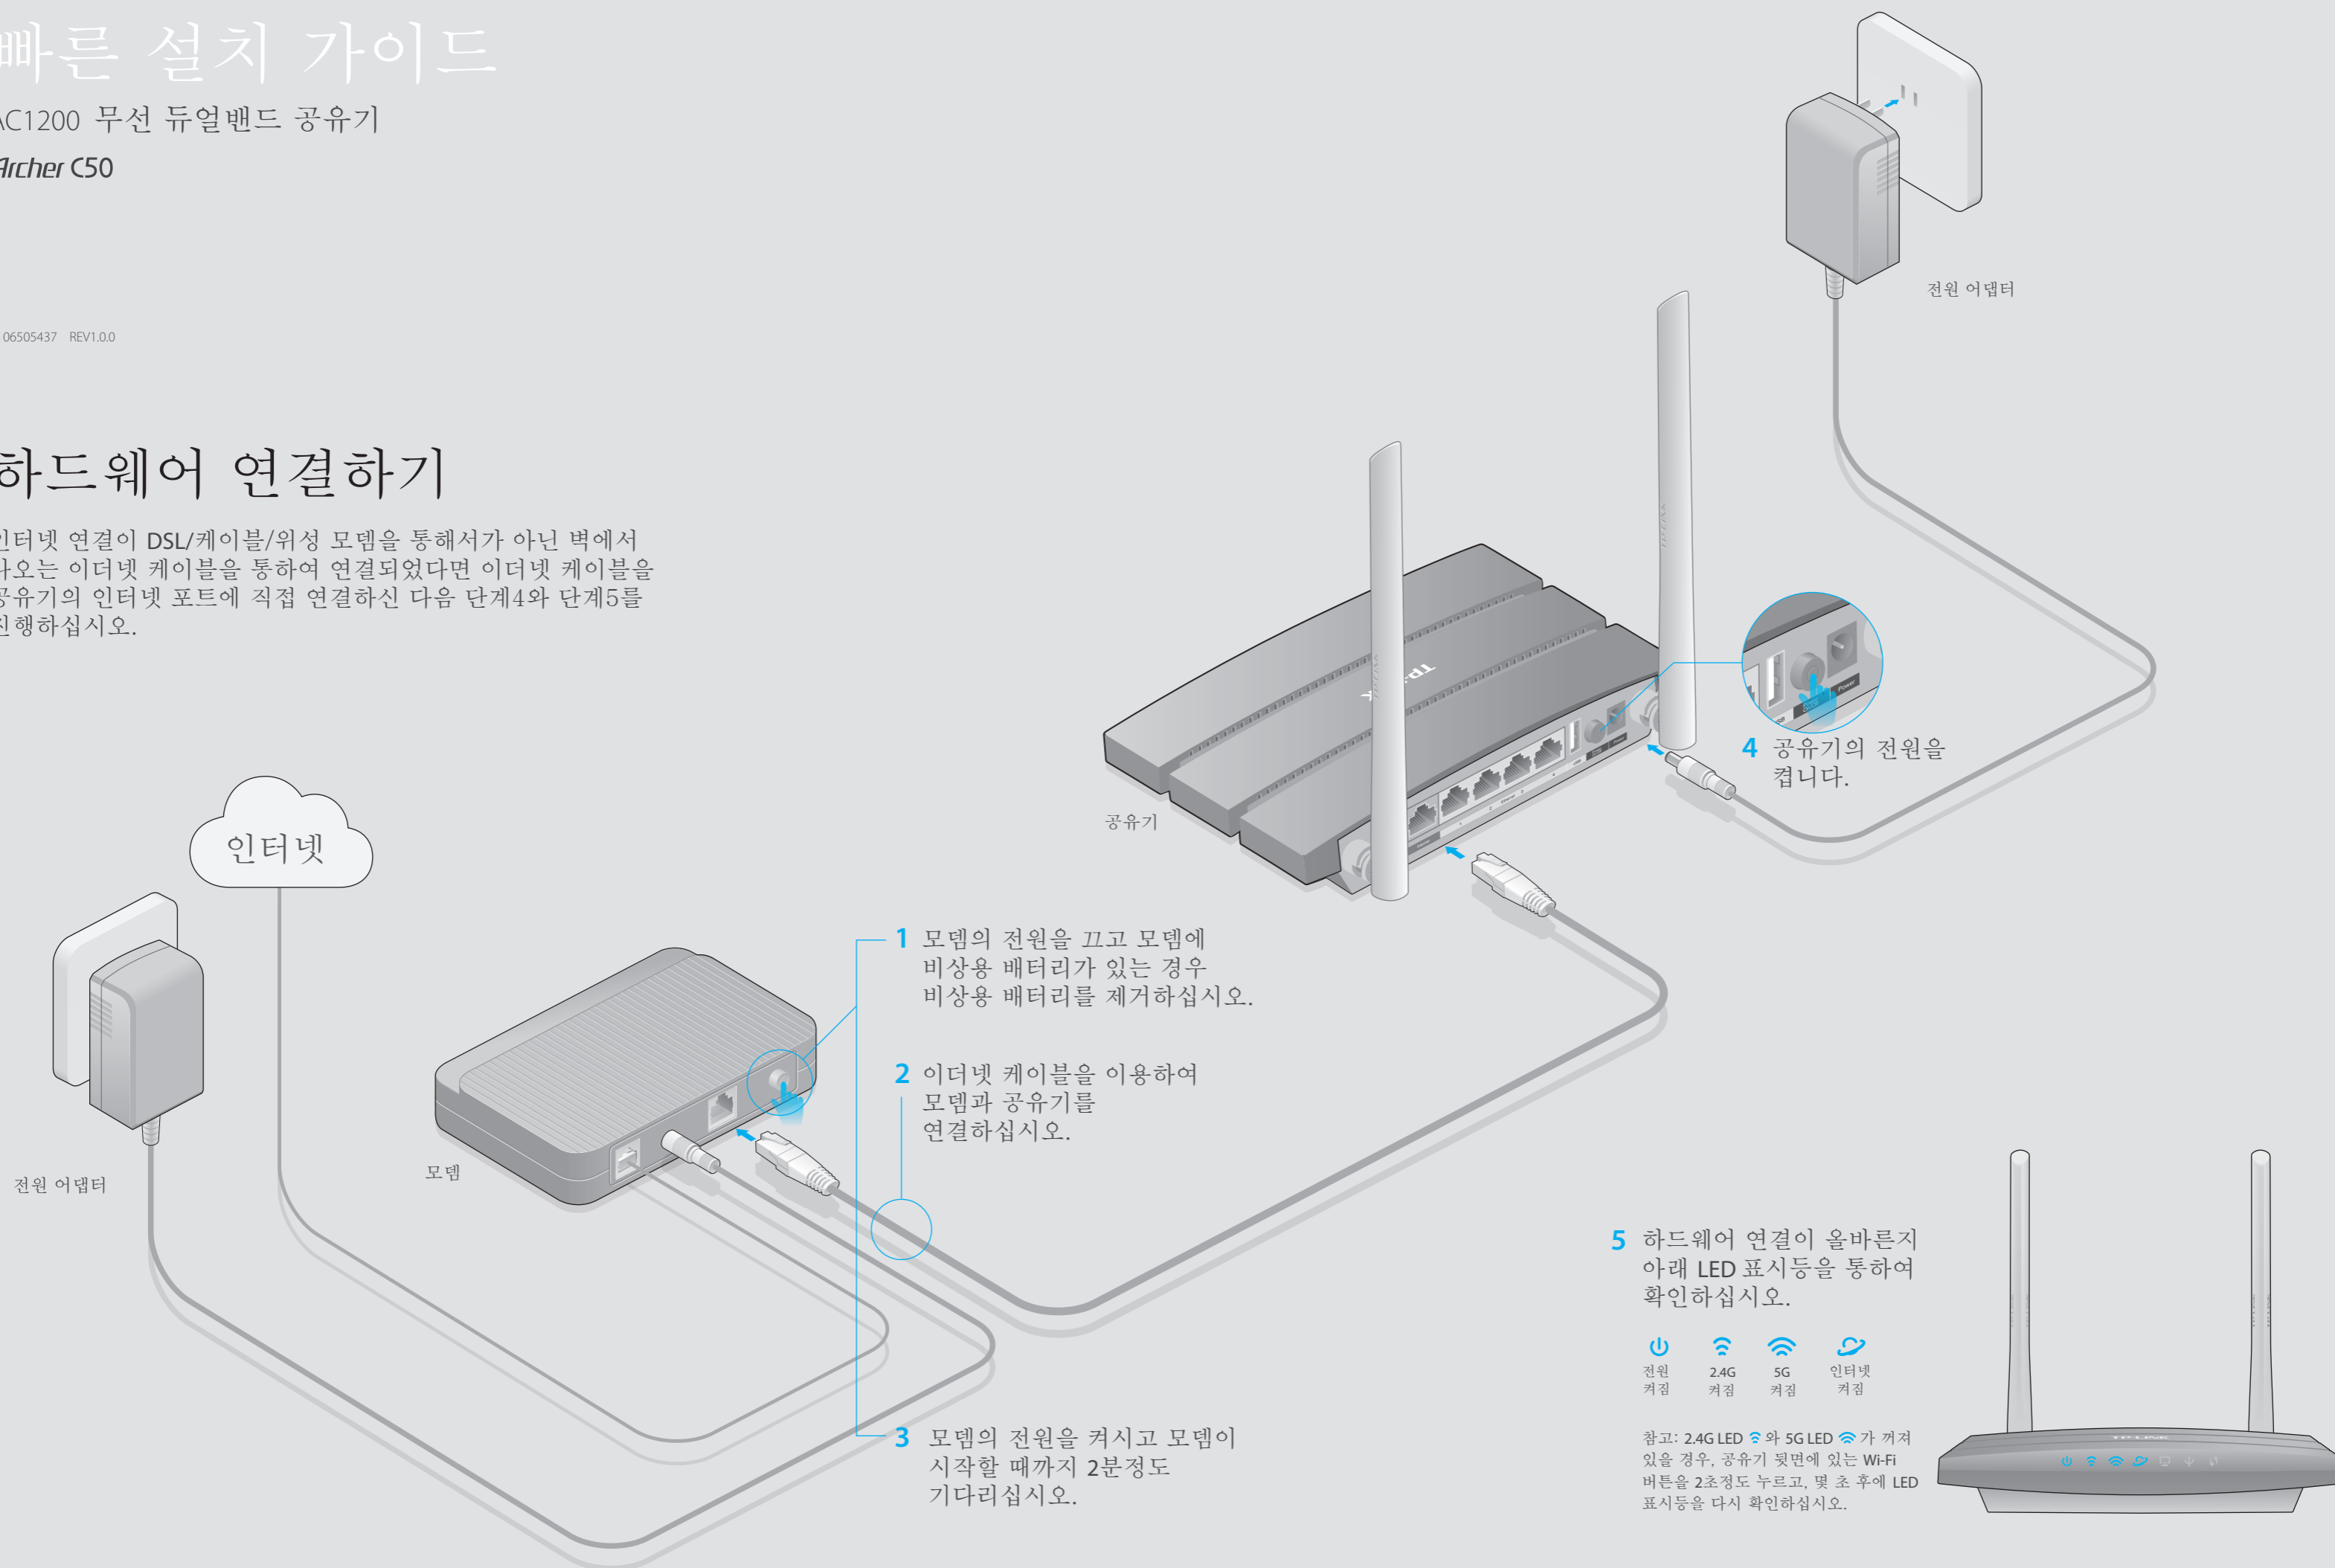 빠른 설치 가이드
AC1200 무선 듀얼밴드 공유기
Archer C50
06505437 REV1.0.0
하드웨어 연결하기
인터넷 연결이 DSL/케이블/위성 모뎀을 통해서가 아닌 벽에서
나오는 이더넷 케이블을 통하여 연결되었다면 이더넷 케이블을
공유기의 인터넷 포트에 직접 연결하신 다음 단계4와 단계5를
진행하십시오.
전원 어댑터
TP-LINK
Power
4 공유기의 전원을
켭니다.
공유기
인터넷
1 모뎀의 전원을 끄고 모뎀에
비상용 배터리가 있는 경우
비상용 배터리를 제거하십시오.
2 이더넷 케이블을 이용하여
모뎀과 공유기를
연결하십시오.
모뎀
전원 어댑터
3 모뎀의 전원을 켜시고 모뎀이
시작할 때까지 2분정도
기다리십시오.
5 하드웨어 연결이 올바른지
아래 LED 표시등을 통하여
확인하십시오.
전원
켜짐
2.4G
켜짐
5G
켜짐
인터넷
켜짐
참고: 2.4G LED 와 5G LED 가 꺼져
있을 경우, 공유기 뒷면에 있는 Wi-Fi
버튼을 2초정도 누르고, 몇 초 후에 LED
표시등을 다시 확인하십시오.
TP-LINK